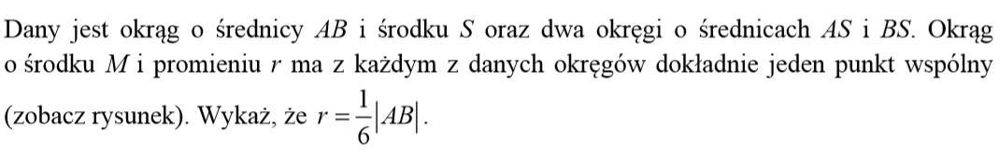 Dany jest okrąg o średnicy AB i środku S oraz dwa okręgi o średnicach AS i BS. Okrąg
o środku M i promieniu r ma z każdym z danych okręgów dokładnie jeden punkt wspólny
(zobacz rysunek). Wykaż, że r = 1/6 |AB|.